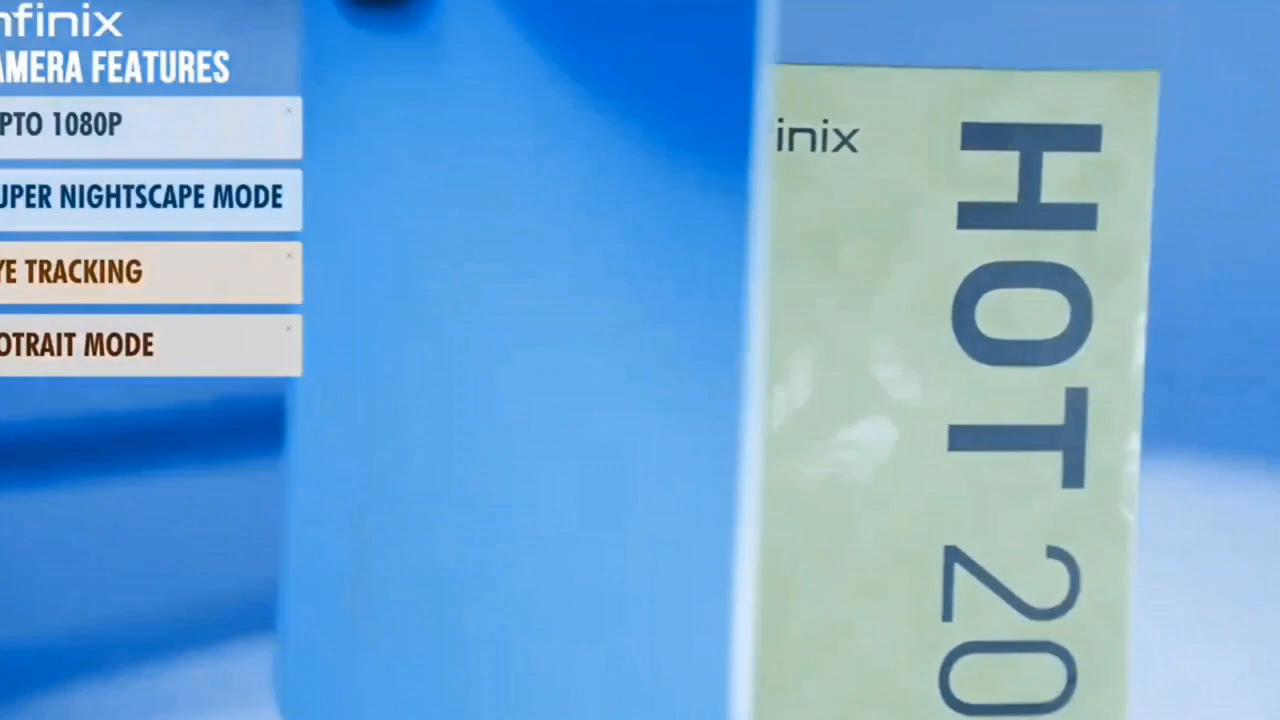 nfinix
AMERA FEATURES
PTO 1080P
UPER NIGHTSCAPE MODE
YE TRACKING
OTRAIT MODE
inix
HOT 20